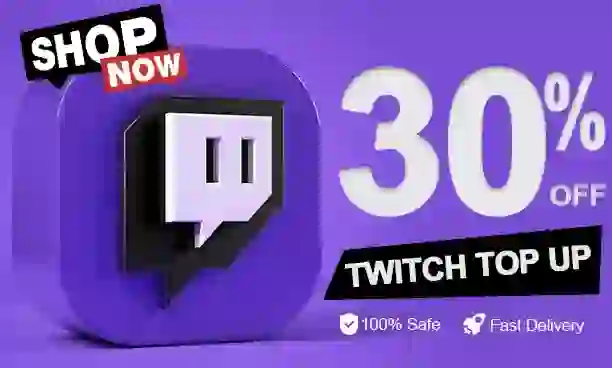 SHOP
NOW
30%
OFF
TWITCH TOP UP
100% Safe
Fast Delivery